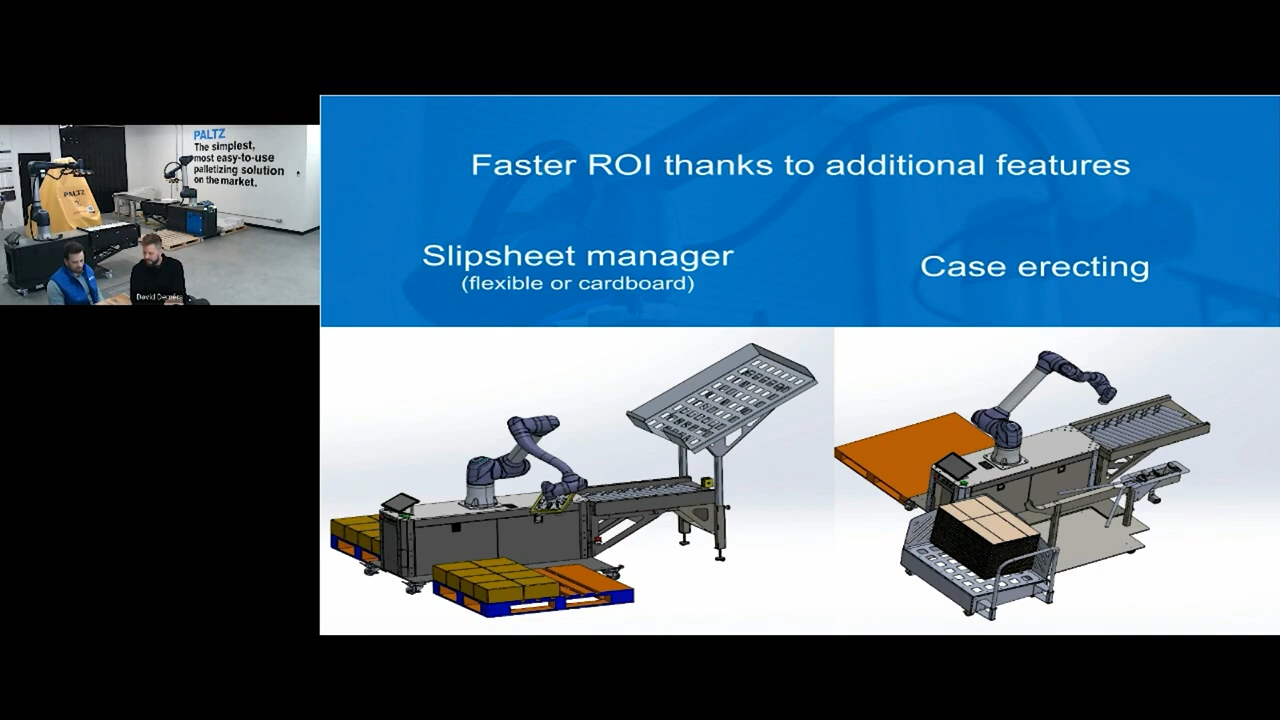 PALTZ
The simplest,
most easy-to-use
palletizing solution
on the market.
PALTZ
Faster ROI thanks to additional features
Slipsheet manager
(flexible or cardboard)
Case erecting